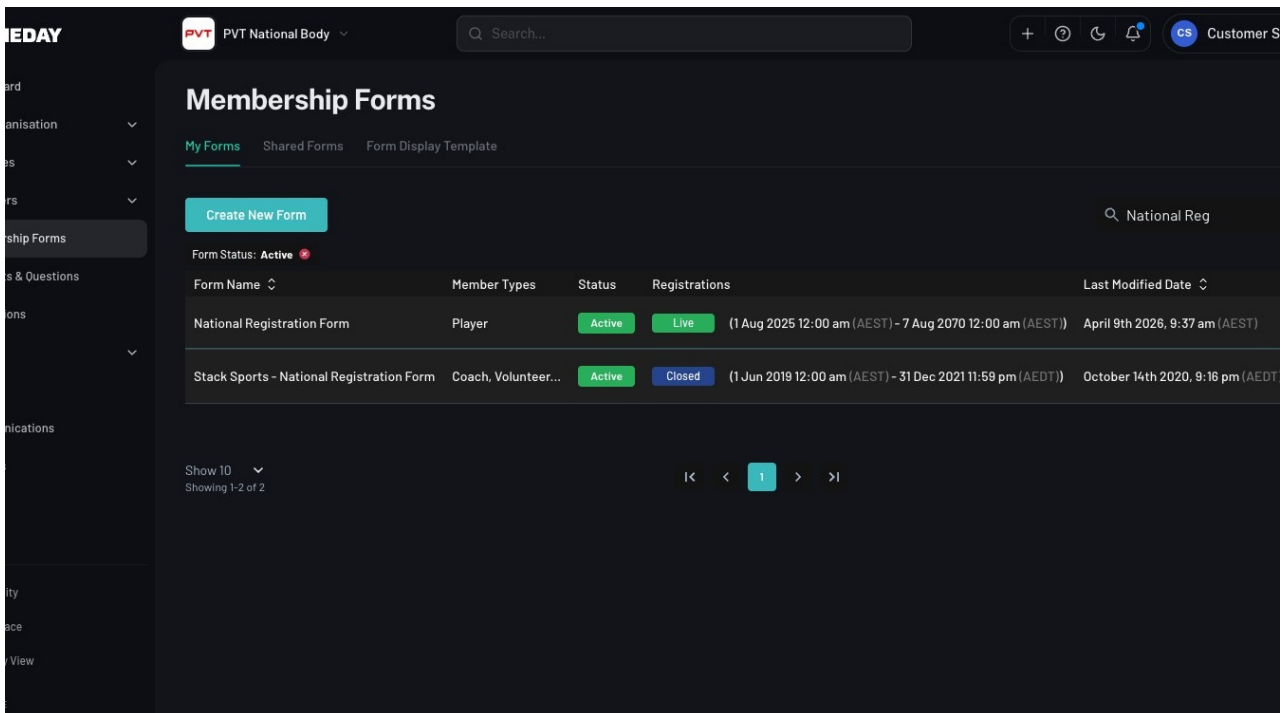 IEDAY
PVT PVT National Body
Search...
CS Customer S
ard
anisation
es
rs
rship Forms
ts & Questions
ions
nications
ity
ace
y View
Membership Forms
My Forms Shared Forms Form Display Template
Create New Form
National Reg
Form Status: Active
Form Name Member Types Status Registrations Last Modified Date
National Registration Form Player Active Live (1 Aug 2025 12:00 am (AEST) - 7 Aug 2070 12:00 am (AEST)) April 9th 2026, 9:37 am (AEST)
Stack Sports - National Registration Form Coach, Volunteer... Active Closed (1 Jun 2019 12:00 am (AEST) - 31 Dec 2021 11:59 pm (AEDT)) October 14th 2020, 9:16 pm (AEDT
Show 10
Showing 1-2 of 2
1